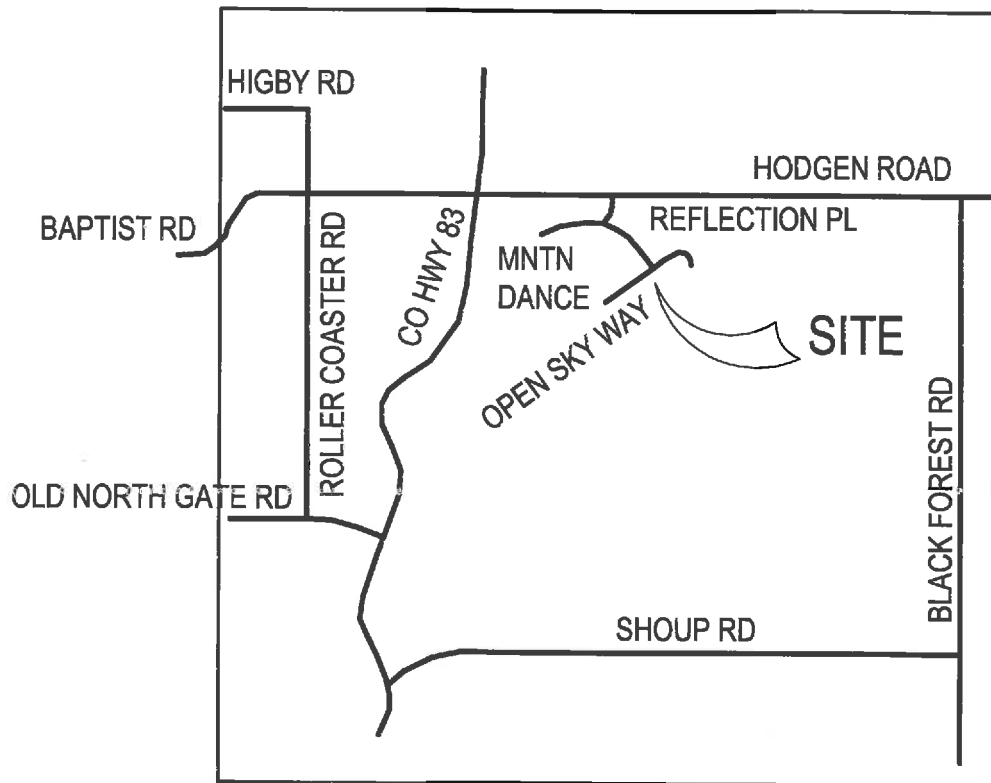 HIGBY RD
HODGEN ROAD
BAPTIST RD
REFLECTION PL
ROLLER COASTER RD
CO HWY 83
MNTN
DANCE
OPEN SKY WAY
SITE
OLD NORTH GATE RD
BLACK FOREST RD
SHOUP RD